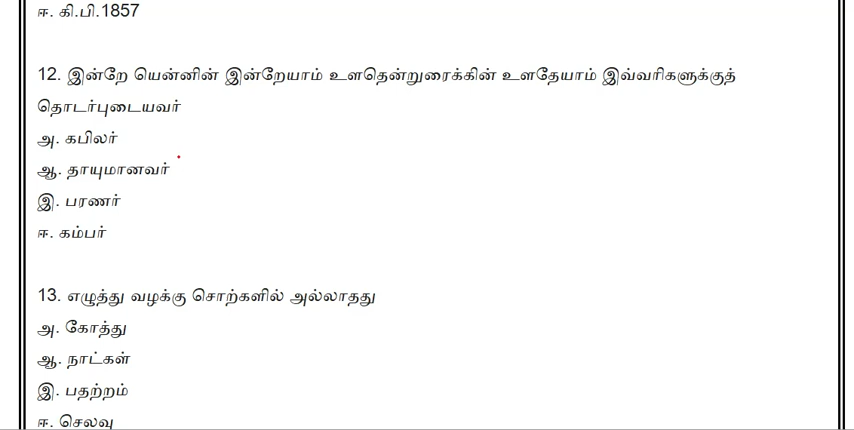 ஈ. கி.பி.1857
12. இன்றே யென்னின் இன்றேயாம் உளதென்றுரைக்கின் உளதேயாம் இவ்வரிகளுக்குத்
தொடர்புடையவர்
அ. கபிலர்
ஆ. தாயுமானவர்
இ. பரணர்
ஈ. கம்பர்
13. எழுத்து வழக்கு சொற்களில் அல்லாதது
அ. கோத்து
ஆ. நாட்கள்
இ. பதற்றம்
ஈ. செலவு